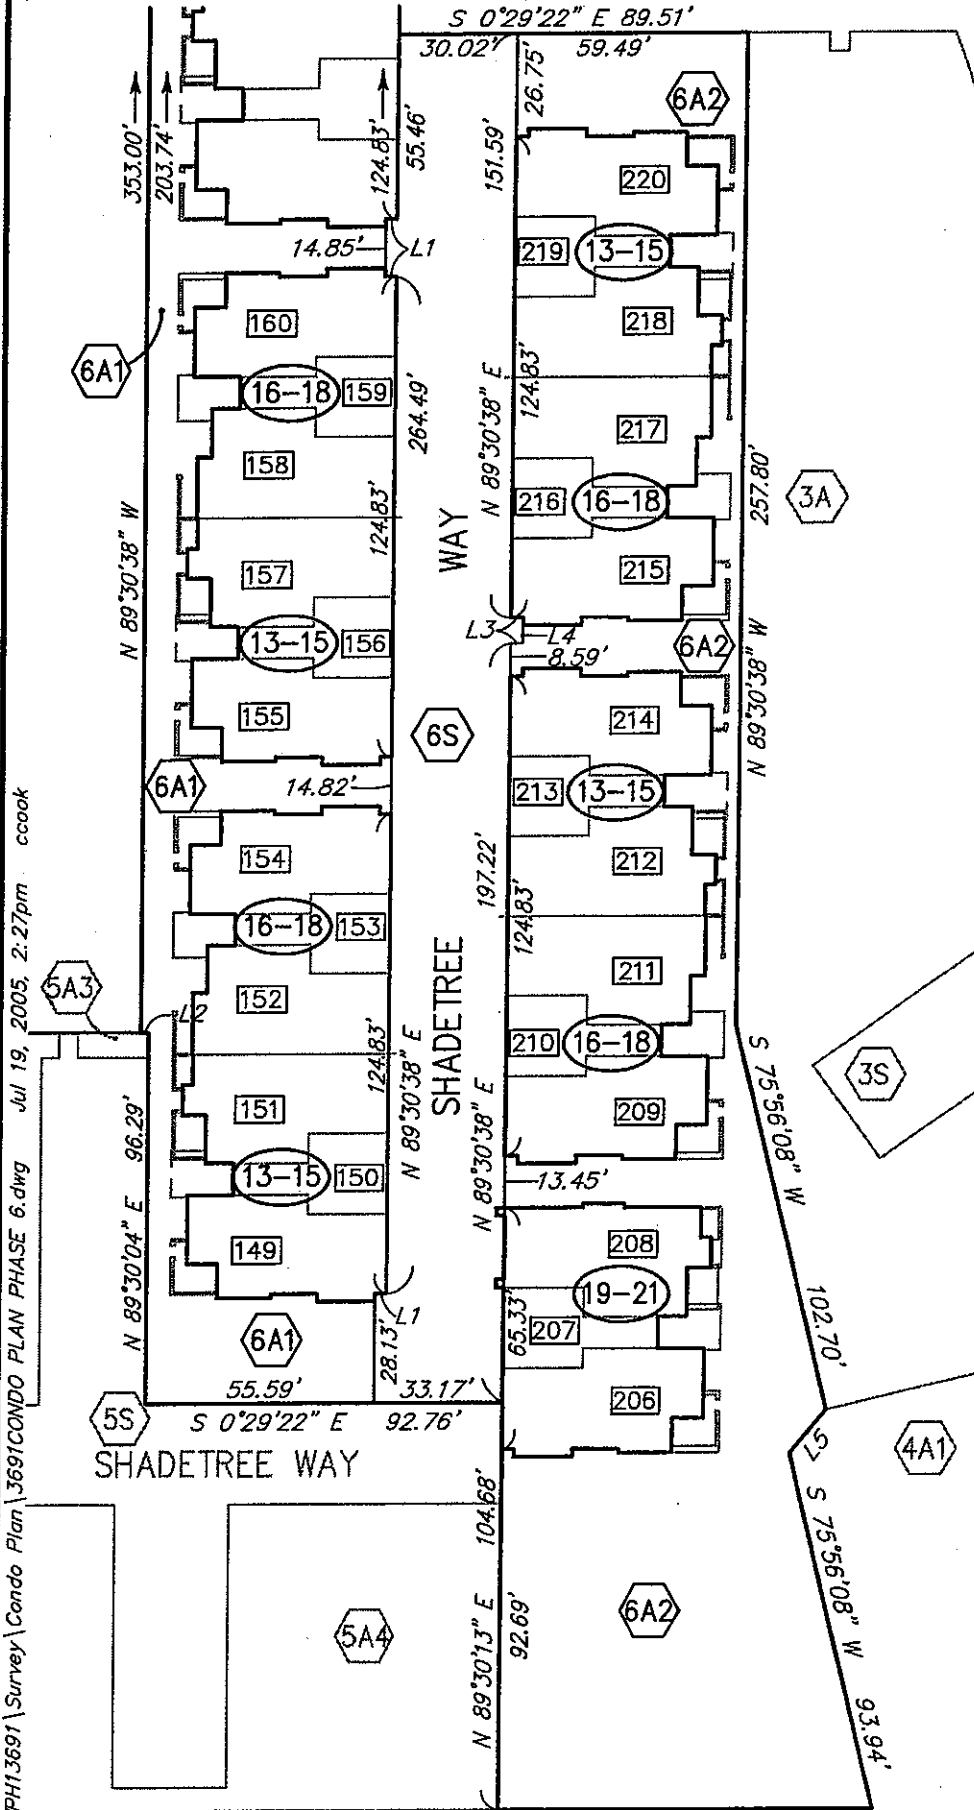 S 0°29'22" E 89.51'
30.02'
59.49'
353.00'
203.74'
124.83'
55.46'
26.75'
151.59'
6A2
220
14.85'
L1
219
13-15
160
218
6A1
16-18
159
264.49'
N 89°30'38" E
124.83'
158
217
N 89°30'38" W
124.83'
WAY
216
16-18
257.80'
3A
157
215
13-15
156
L3
L4
8.59'
6A2
N 89°30'38" W
155
6S
214
6A1
14.82'
213
13-15
154
212
197.22'
124.83'
16-18
153
SHADETREE
5A3
L2
152
211
124.83'
N 89°30'38" E
210
16-18
S 75°56'08" W
102.70'
3S
96.29'
N 89°30'04" E
151
209
13-15
150
N 89°30'38" E
13.45'
149
208
19-21
L1
65.33'
207
6A1
28.13'
55.59'
33.17'
206
5S
S 0°29'22" E 92.76'
SHADETREE WAY
4A1
104.68'
S 75°56'08" W 93.94'
5A4
N 89°30'13" E
92.69'
6A2
PH13691\Survey\Condo Plan\3691CONDO PLAN PHASE 6.dwg Jul 19, 2005, 2:27pm ccook